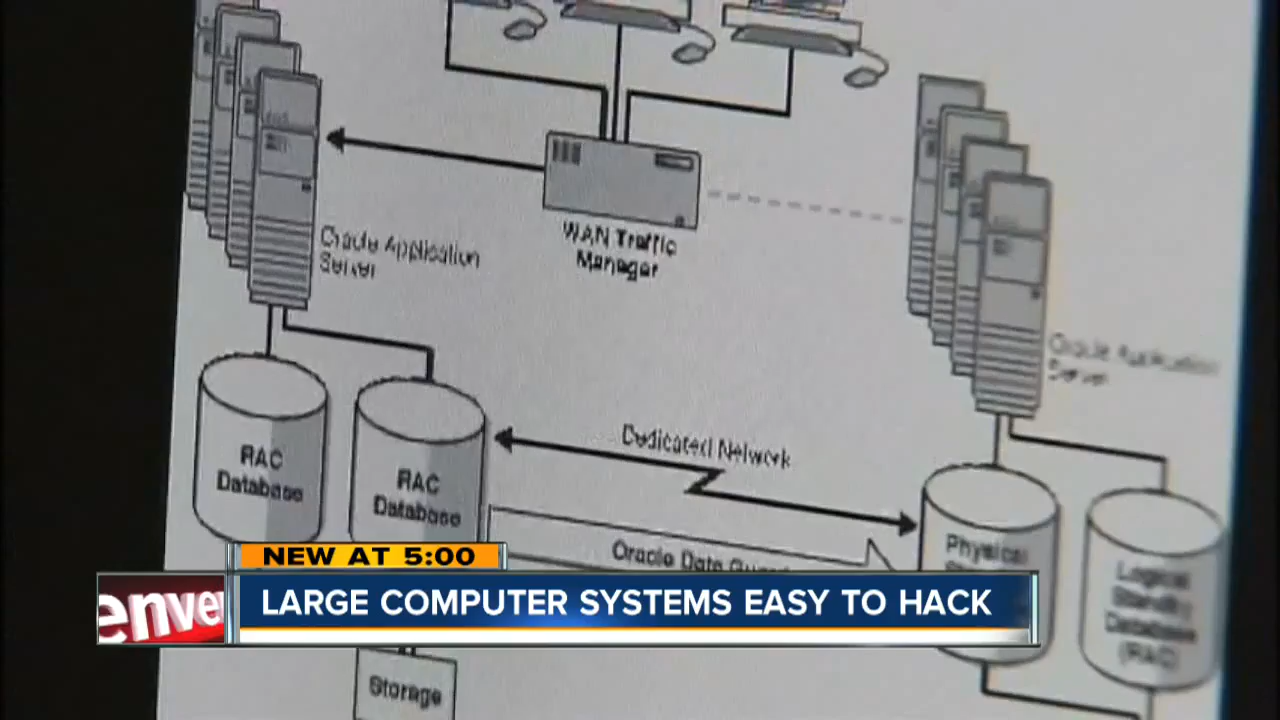 WAN Traffic
Manager
Oracle Application
Server
Oracle Application
Server
Dedicated Network
RAC
Database
RAC
Database
Physical
Logical
Standby
Database
(RAC)
Oracle Data Guard
NEW AT 5:00
enve
LARGE COMPUTER SYSTEMS EASY TO HACK
Storage